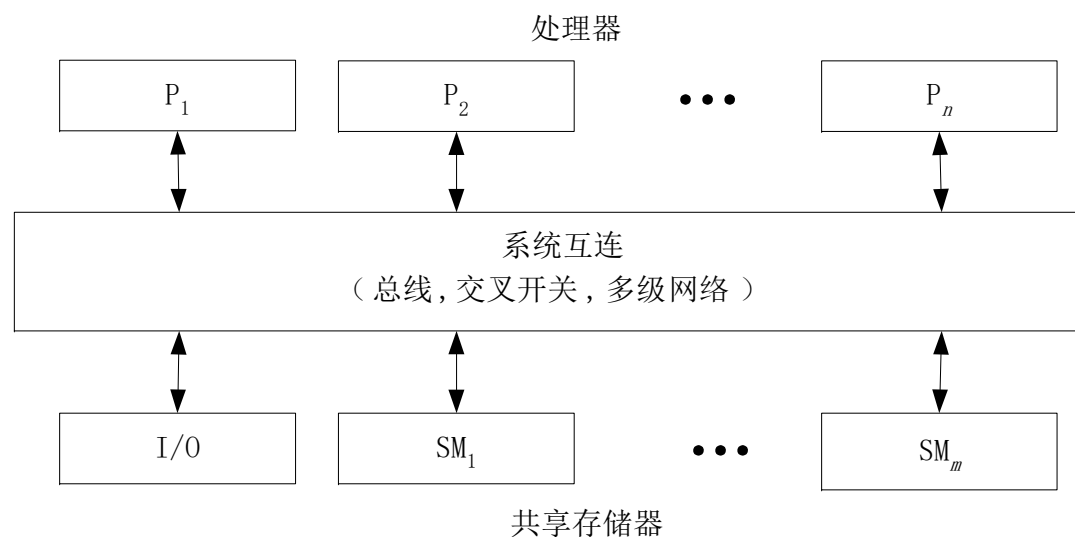 处理器
P₁ P₂ ••• Pₙ
系统互连
（总线,交叉开关,多级网络）
I/O SM₁ ••• SMₘ
共享存储器